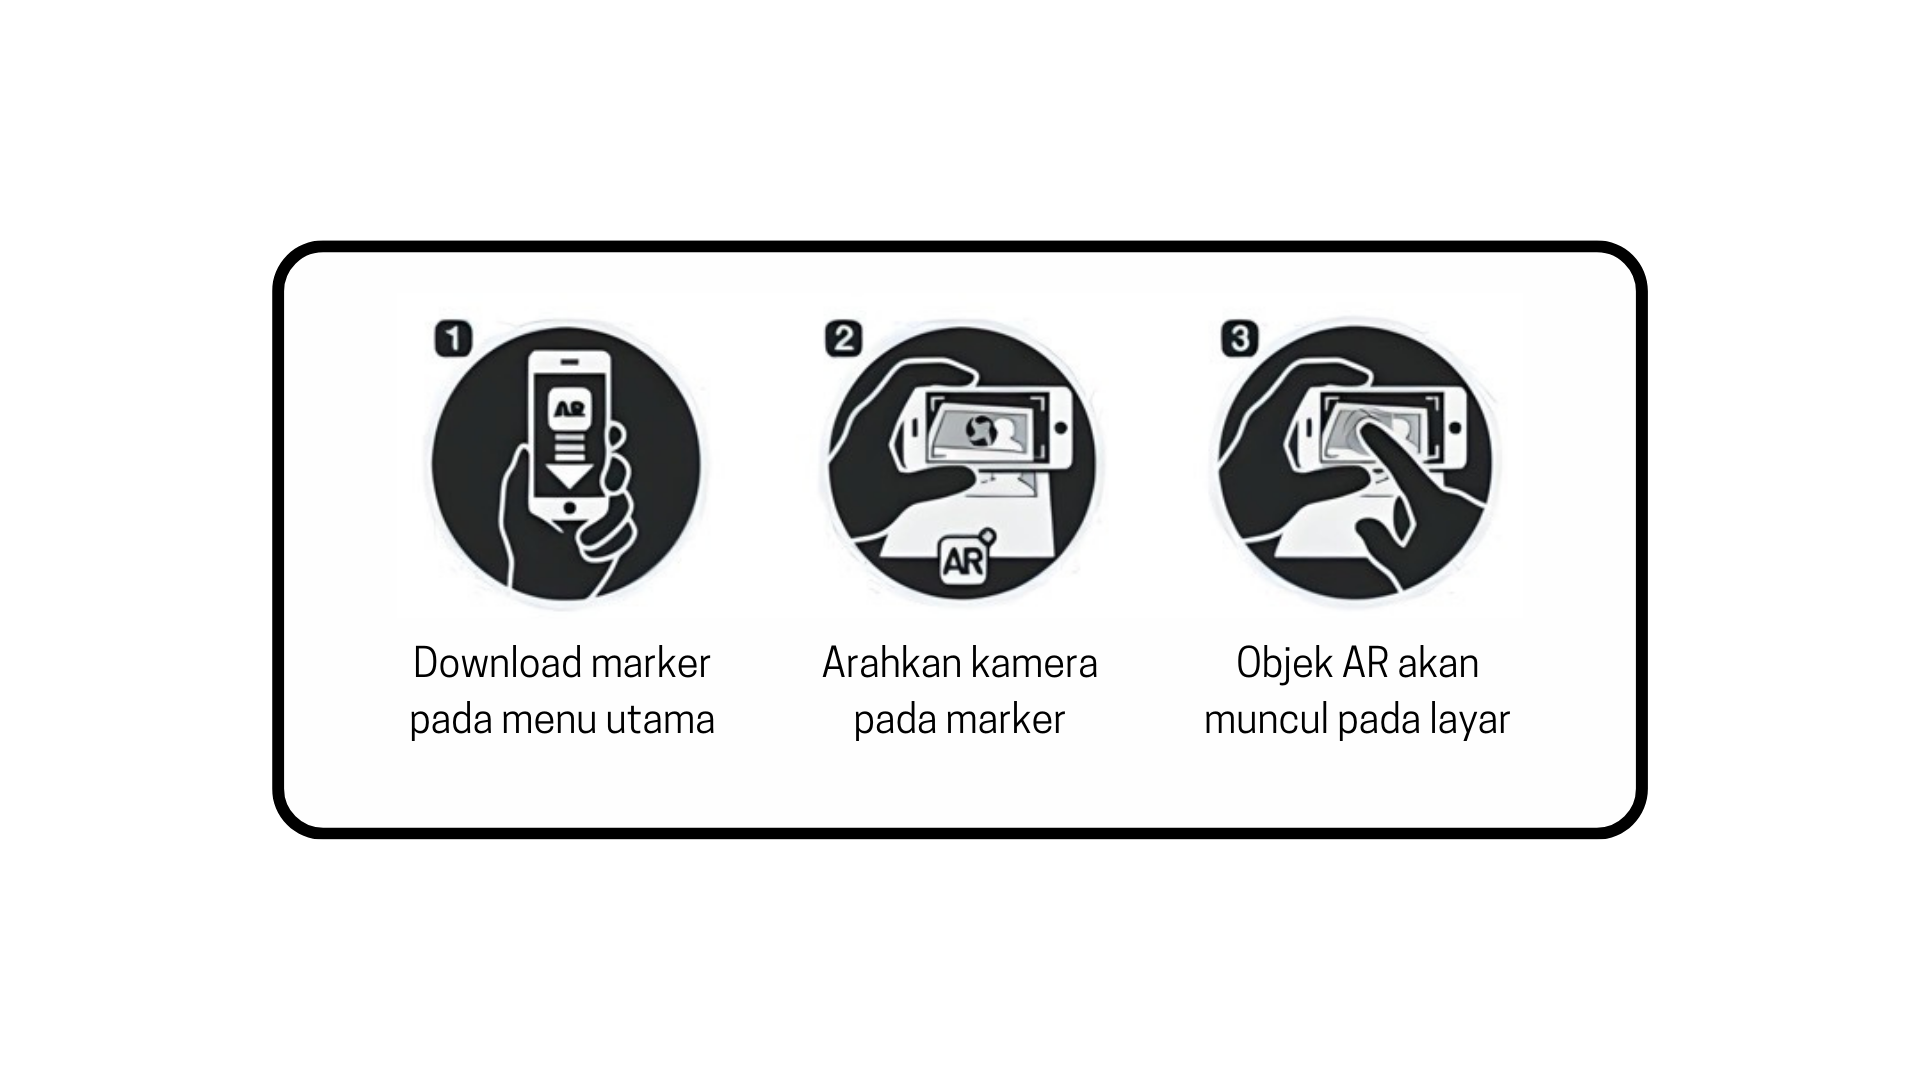 1
AR
Download marker
pada menu utama
2
AR
Arahkan kamera
pada marker
3
Objek AR akan
muncul pada layar